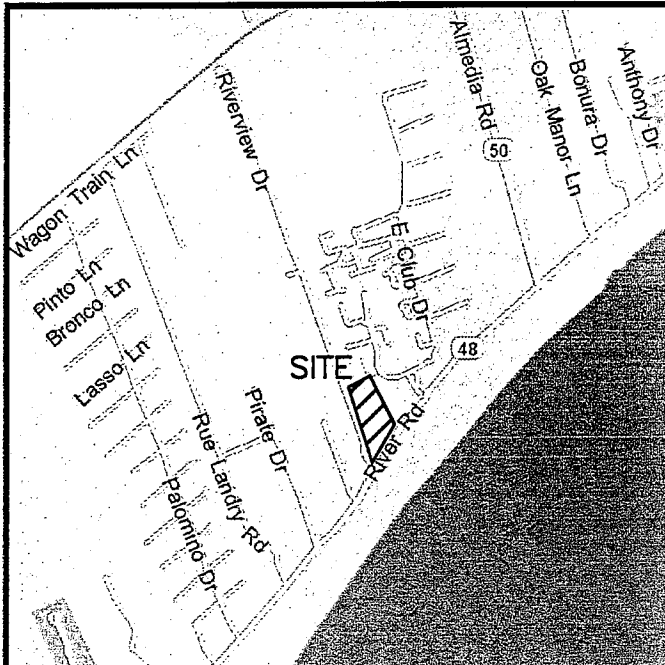 Riverview Dr
Almedia Rd
50
Oak Manor Ln
Bonura Dr
Anthony Dr
Wagon Train Ln
Pinto Ln
Bronco Ln
Lasso Ln
E Club Dr
48
SITE
River Rd
Pirate Dr
Rue Landry Rd
Palomino Dr